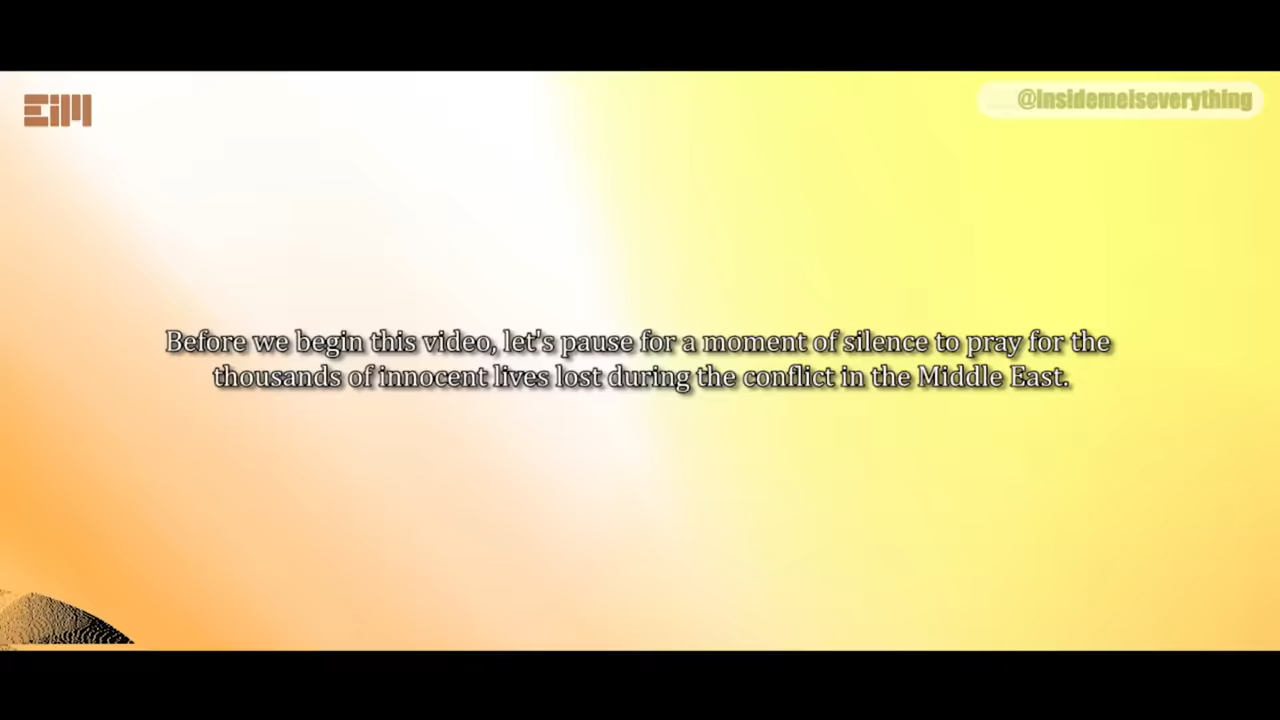 EiM
@Insidemeiseverything
Before we begin this video, let's pause for a moment of silence to pray for the
thousands of innocent lives lost during the conflict in the Middle East.